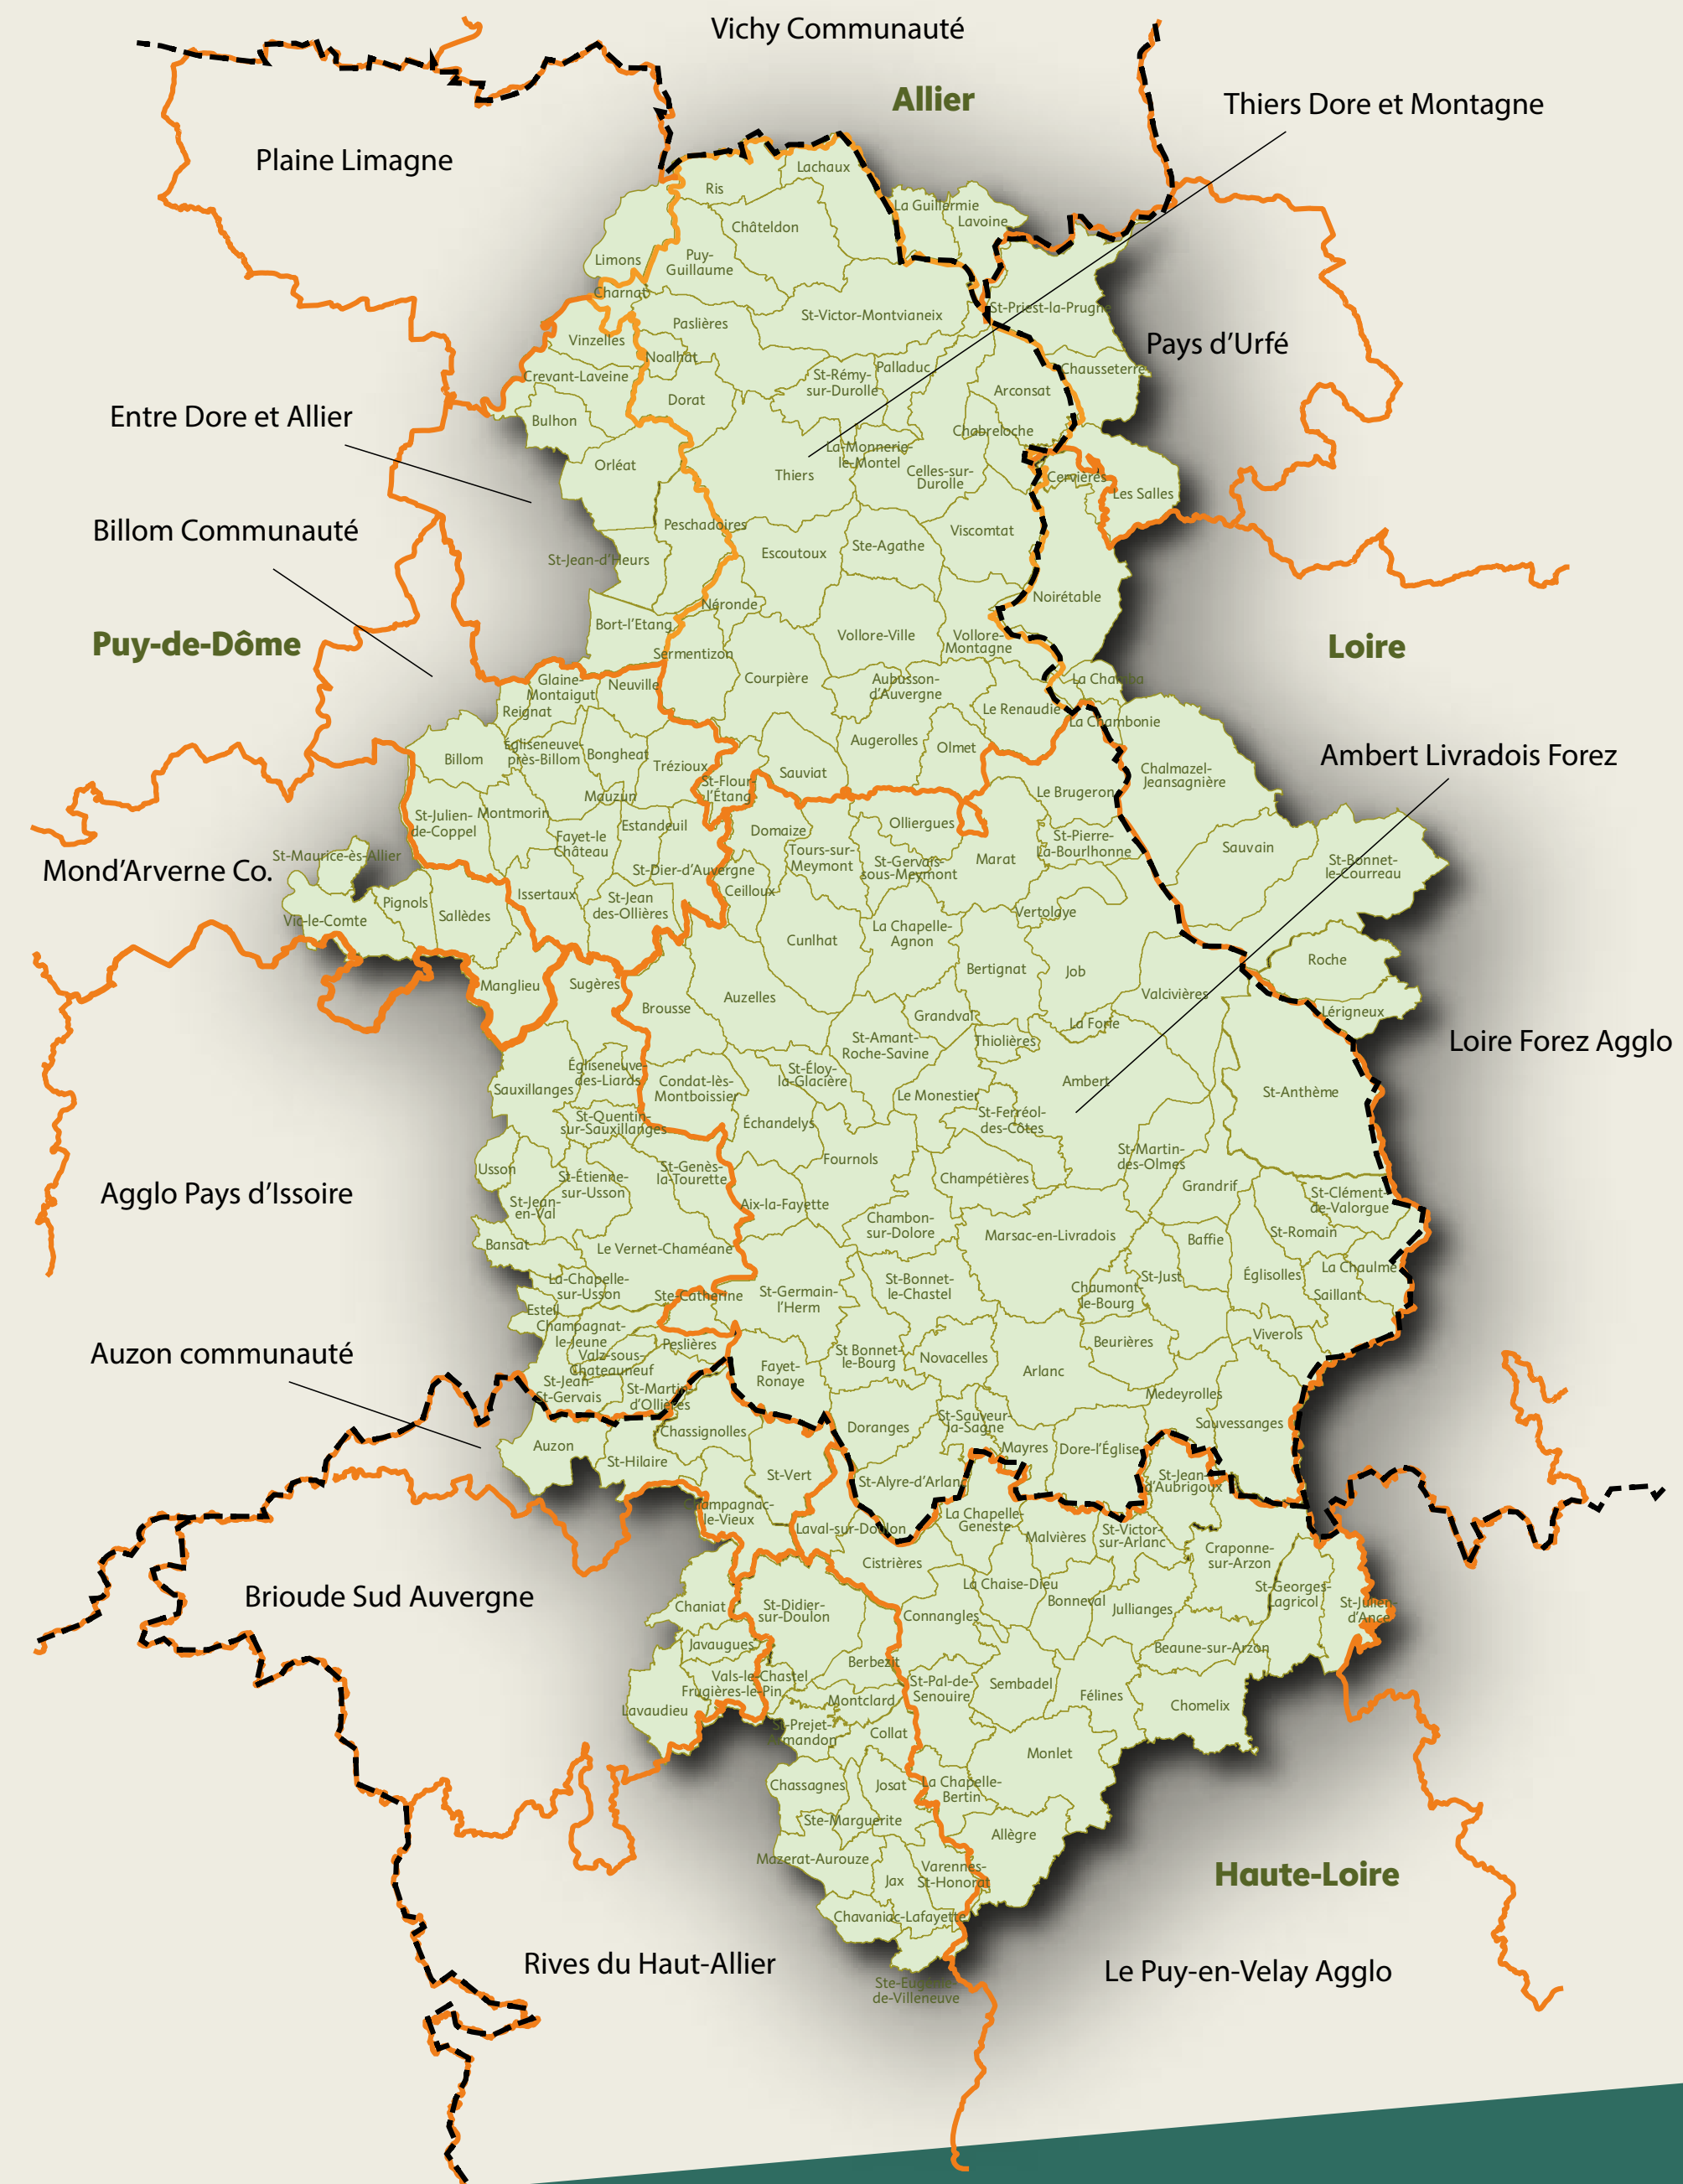 Vichy Communauté
Allier
Thiers Dore et Montagne
Plaine Limagne
Lachaux
Ris
La Guillermie
Lavoine
Châteldon
Limons
Puy-
Guillaume
Charnat
St-Priest-la-Prugne
St-Victor-Montvianeix
Paslières
Vinzelles
Pays d'Urfé
Noalhat
Palladuc
Chausseterre
Crevant-Laveine
St-Rémy-
sur-Durolle
Arconsat
Dorat
Entre Dore et Allier
Bulhon
Chabreloche
La-Monnerie-
le-Montel
Orléat
Thiers
Celles-sur-
Durolle
Cervières
Les Salles
Billom Communauté
Peschadoires
Viscomtat
Escoutoux
Ste-Agathe
St-Jean-d'Heurs
Noirétable
Néronde
Bort-l'Etang
Puy-de-Dôme
Vollore-Ville
Vollore-
Montagne
Loire
Sermentizon
Courpière
La Chamba
Glaine-
Montaigut
Neuville
Aubusson-
d'Auvergne
Reignat
Le Renaudie
La Chambonie
Égliseneuve-
près-Billom
Bongheat
Augerolles
Olmet
Ambert Livradois Forez
Billom
Trézioux
Sauviat
Chalmazel-
Jeansagnière
St-Flour-
l'Étang
Mauzun
Le Brugeron
St-Julien-
de-Coppel
Montmorin
Estandeuil
Domaize
Olliergues
Fayet-le
Château
St-Pierre-
La-Bourlhonne
Sauvain
St-Maurice-ès-Allier
Tours-sur-
Meymont
St-Gervais-
sous-Meymont
Marat
St-Bonnet-
le-Courreau
Mond'Arverne Co.
St-Dier-d'Auvergne
Ceilloux
Issertaux
St-Jean
des-Ollières
Pignols
Sallèdes
Vic-le-Comte
Vertolaye
La Chapelle-
Agnon
Cunlhat
Roche
Bertignat
Job
Manglieu
Sugères
Valcivières
Auzelles
Brousse
Lérigneux
Grandval
La Forie
Loire Forez Agglo
St-Amant-
Roche-Savine
Thiolières
Égliseneuve-
des-Liards
St-Éloy-
la-Glacière
Condat-lès-
Montboissier
Ambert
Sauxillanges
St-Anthème
Le Monestier
St-Quentin-
sur-Sauxillanges
Échandelys
St-Ferréol-
des-Côtes
St-Martin-
des-Olmes
Usson
Fournols
St-Genès-
la-Tourette
St-Étienne-
sur-Usson
Champétières
Grandrif
Agglo Pays d'Issoire
St-Clément-
de-Valorgue
St-Jean-
en-Val
Aix-la-Fayette
Chambon-
sur-Dolore
Marsac-en-Livradois
Baffie
St-Romain
Bansat
Le Vernet-Chaméane
La Chaulme
La-Chapelle-
sur-Usson
St-Bonnet-
le-Chastel
St-Just
Églisolles
Ste-Catherine
St-Germain-
l'Herm
Chaumont-
le-Bourg
Saillant
Esteil
Champagnat-
le-Jeune
Beurières
Viverols
Peslières
Auzon communauté
Valz-sous-
Chateauneuf
St Bonnet-
le-Bourg
Novacelles
Fayet-
Ronaye
Arlanc
St-Jean-
St-Gervais
St-Martin-
d'Ollières
Medeyrolles
Sauvessanges
Chassignolles
Doranges
St-Sauveur-
la-Sagne
Auzon
Mayres
Dore-l'Église
St-Hilaire
St-Vert
St-Alyre-d'Arlanc
St-Jean-
d'Aubrigoux
Champagnac-
le-Vieux
Laval-sur-Doulon
La Chapelle-
Geneste
Malvières
St-Victor-
sur-Arlanc
Craponne-
sur-Arzon
Cistrières
La Chaise-Dieu
Brioude Sud Auvergne
St-Georges-
Lagricol
Bonneval
Chaniat
St-Didier-
sur-Doulon
Connangles
Jullianges
St-Julien-
d'Ance
Javaugues
Beaune-sur-Arzon
Berbezit
Vals-le-Chastel
Frugières-le-Pin
St-Pal-de-
Senouire
Sembadel
Félines
Montclard
Lavaudieu
Chomelix
Collat
Monlet
Chassagnes
Josat
La Chapelle-
Bertin
Ste-Marguerite
Allègre
Mazerat-Aurouze
Varennes-
St-Honorat
Jax
Haute-Loire
Chavaniac-Lafayette
Rives du Haut-Allier
Le Puy-en-Velay Agglo
de-Villeneuve